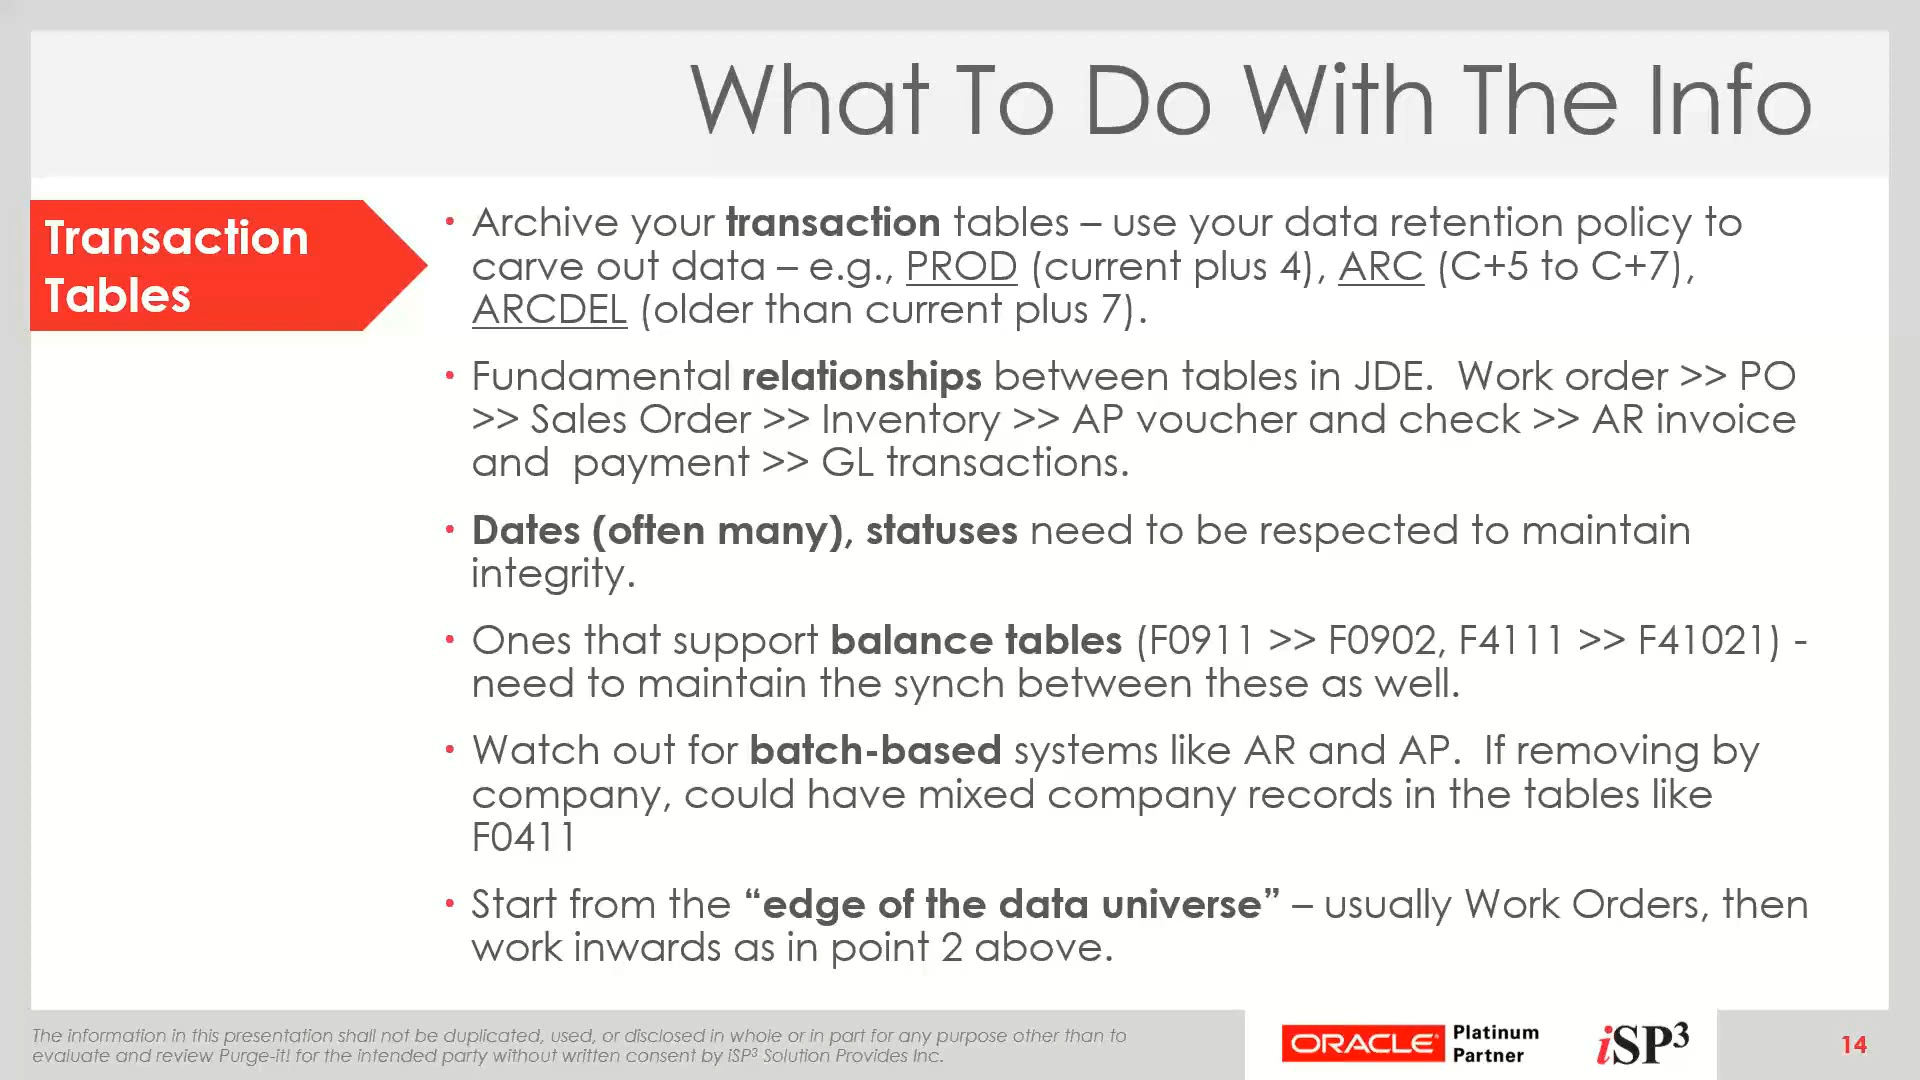 What To Do With The Info
Transaction
Tables
• Archive your transaction tables – use your data retention policy to
carve out data – e.g., PROD (current plus 4), ARC (C+5 to C+7),
ARCDEL (older than current plus 7).
• Fundamental relationships between tables in JDE.  Work order >> PO
>> Sales Order >> Inventory >> AP voucher and check >> AR invoice
and  payment >> GL transactions.
• Dates (often many), statuses need to be respected to maintain
integrity.
• Ones that support balance tables (F0911 >> F0902, F4111 >> F41021) -
need to maintain the synch between these as well.
• Watch out for batch-based systems like AR and AP.  If removing by
company, could have mixed company records in the tables like
F0411
• Start from the “edge of the data universe” – usually Work Orders, then
work inwards as in point 2 above.
The information in this presentation shall not be duplicated, used, or disclosed in whole or in part for any purpose other than to
evaluate and review Purge-it! for the intended party without written consent by iSP³ Solution Provides Inc.
ORACLE Platinum
Partner
iSP³
14